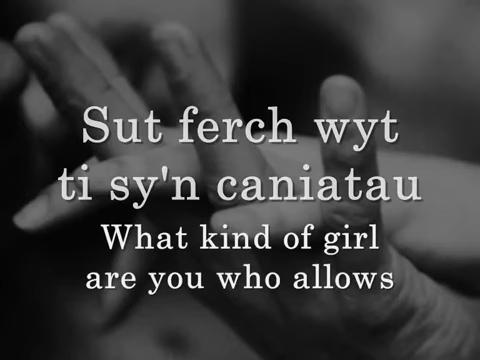 Sut ferch wyt
ti sy'n caniatau
What kind of girl
are you who allows